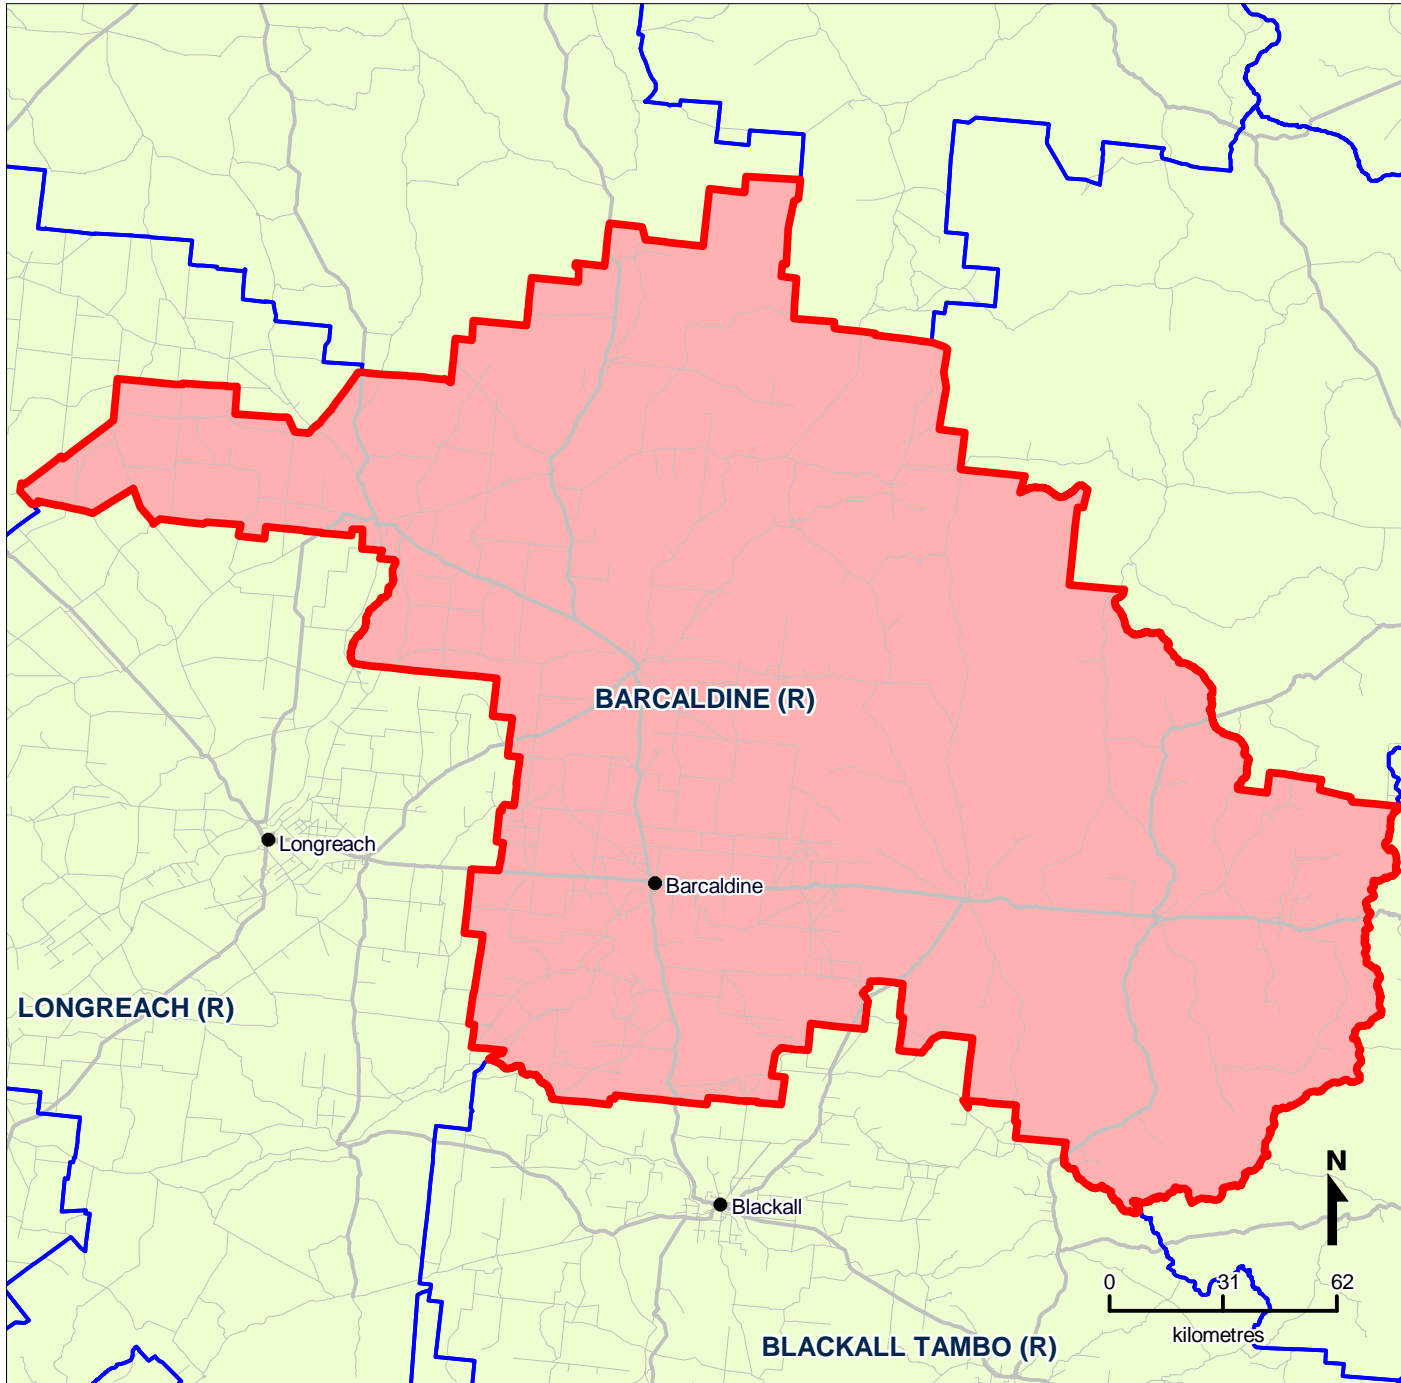 BARCALDINE (R)
Longreach
Barcaldine
LONGREACH (R)
N
Blackall
0 31 62
kilometres
BLACKALL TAMBO (R)